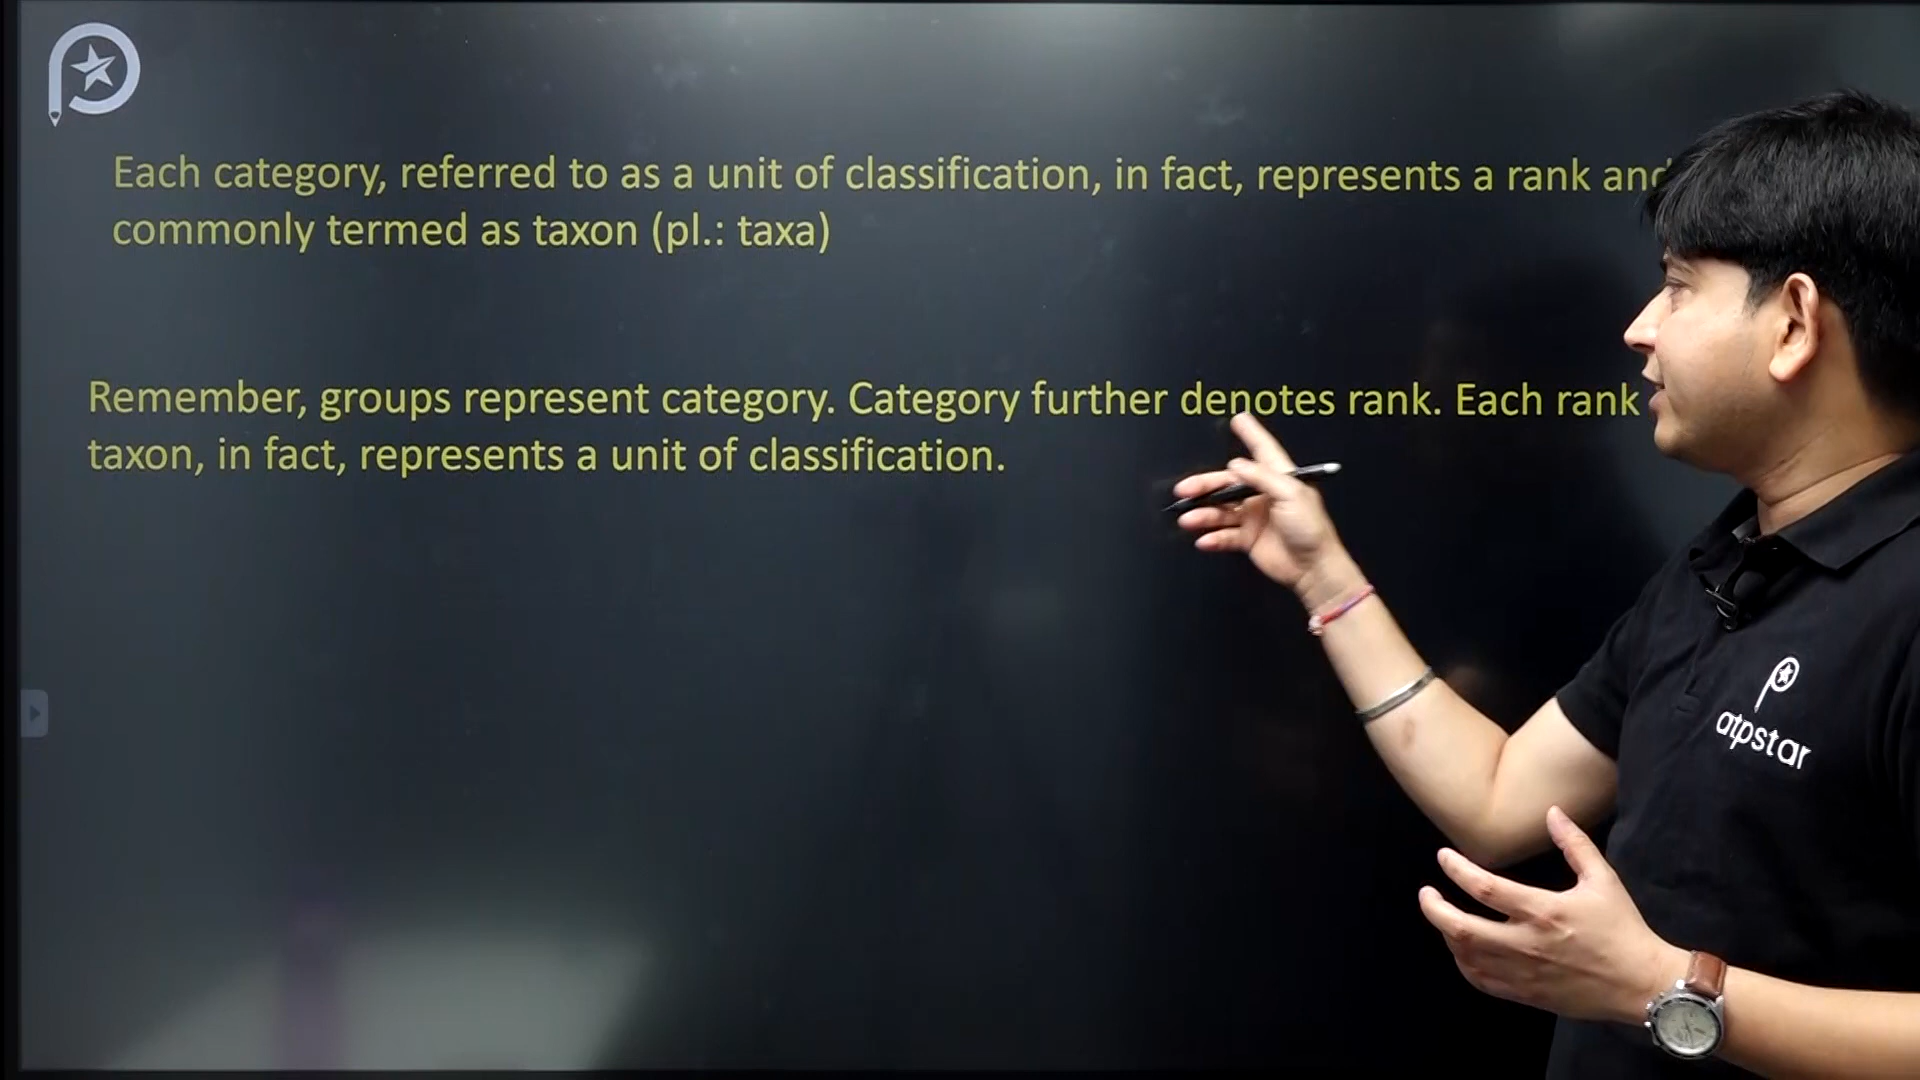 Each category, referred to as a unit of classification, in fact, represents a rank and
commonly termed as taxon (pl.: taxa)
Remember, groups represent category. Category further denotes rank. Each rank
taxon, in fact, represents a unit of classification.
atpstar